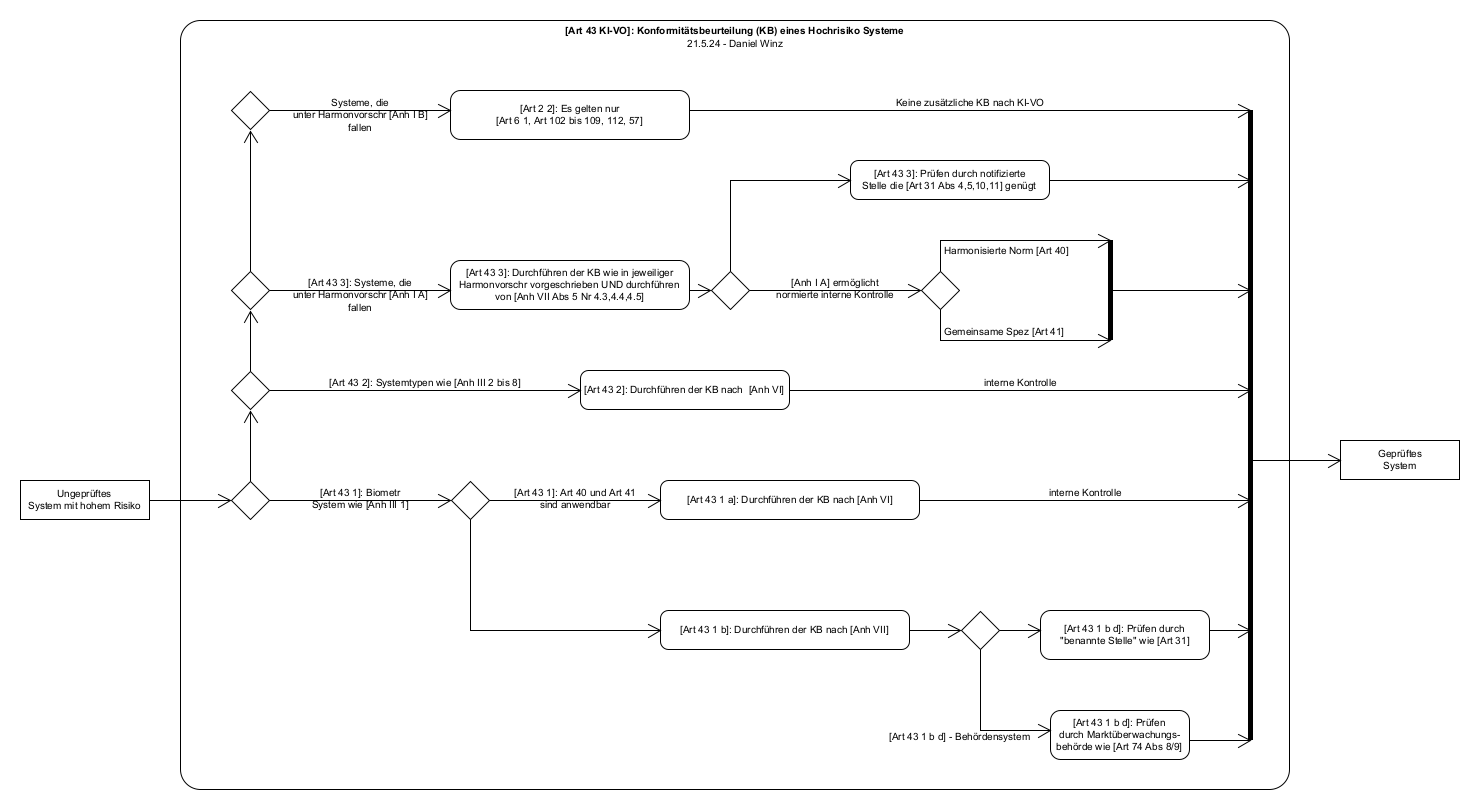 [Art 43 KI-VO]: Konformitätsbeurteilung (KB) eines Hochrisiko Systeme
21.5.24 - Daniel Winz
Systeme, die
unter Harmonvorschr [Anh I B]
fallen
[Art 2 2]: Es gelten nur
[Art 6 1, Art 102 bis 109, 112, 57]
Keine zusätzliche KB nach KI-VO
[Art 43 3]: Prüfen durch notifizierte
Stelle die [Art 31 Abs 4,5,10,11] genügt
[Art 43 3]: Systeme, die
unter Harmonvorschr [Anh I A]
fallen
[Art 43 3]: Durchführen der KB wie in jeweiliger
Harmonvorschr vorgeschrieben UND durchführen
von [Anh VII Abs 5 Nr 4.3,4.4,4.5]
[Anh I A] ermöglicht
normierte interne Kontrolle
Harmonisierte Norm [Art 40]
Gemeinsame Spez [Art 41]
[Art 43 2]: Systemtypen wie [Anh III 2 bis 8]
[Art 43 2]: Durchführen der KB nach [Anh VI]
interne Kontrolle
Ungeprüftes
System mit hohem Risiko
[Art 43 1]: Biometr
System wie [Anh III 1]
[Art 43 1]: Art 40 und Art 41
sind anwendbar
[Art 43 1 a]: Durchführen der KB nach [Anh VI]
interne Kontrolle
Geprüftes
System
[Art 43 1 b]: Durchführen der KB nach [Anh VII]
[Art 43 1 b d]: Prüfen durch
"benannte Stelle" wie [Art 31]
[Art 43 1 b d] - Behördensystem
[Art 43 1 b d]: Prüfen
durch Marktüberwachungs-
behörde wie [Art 74 Abs 8/9]